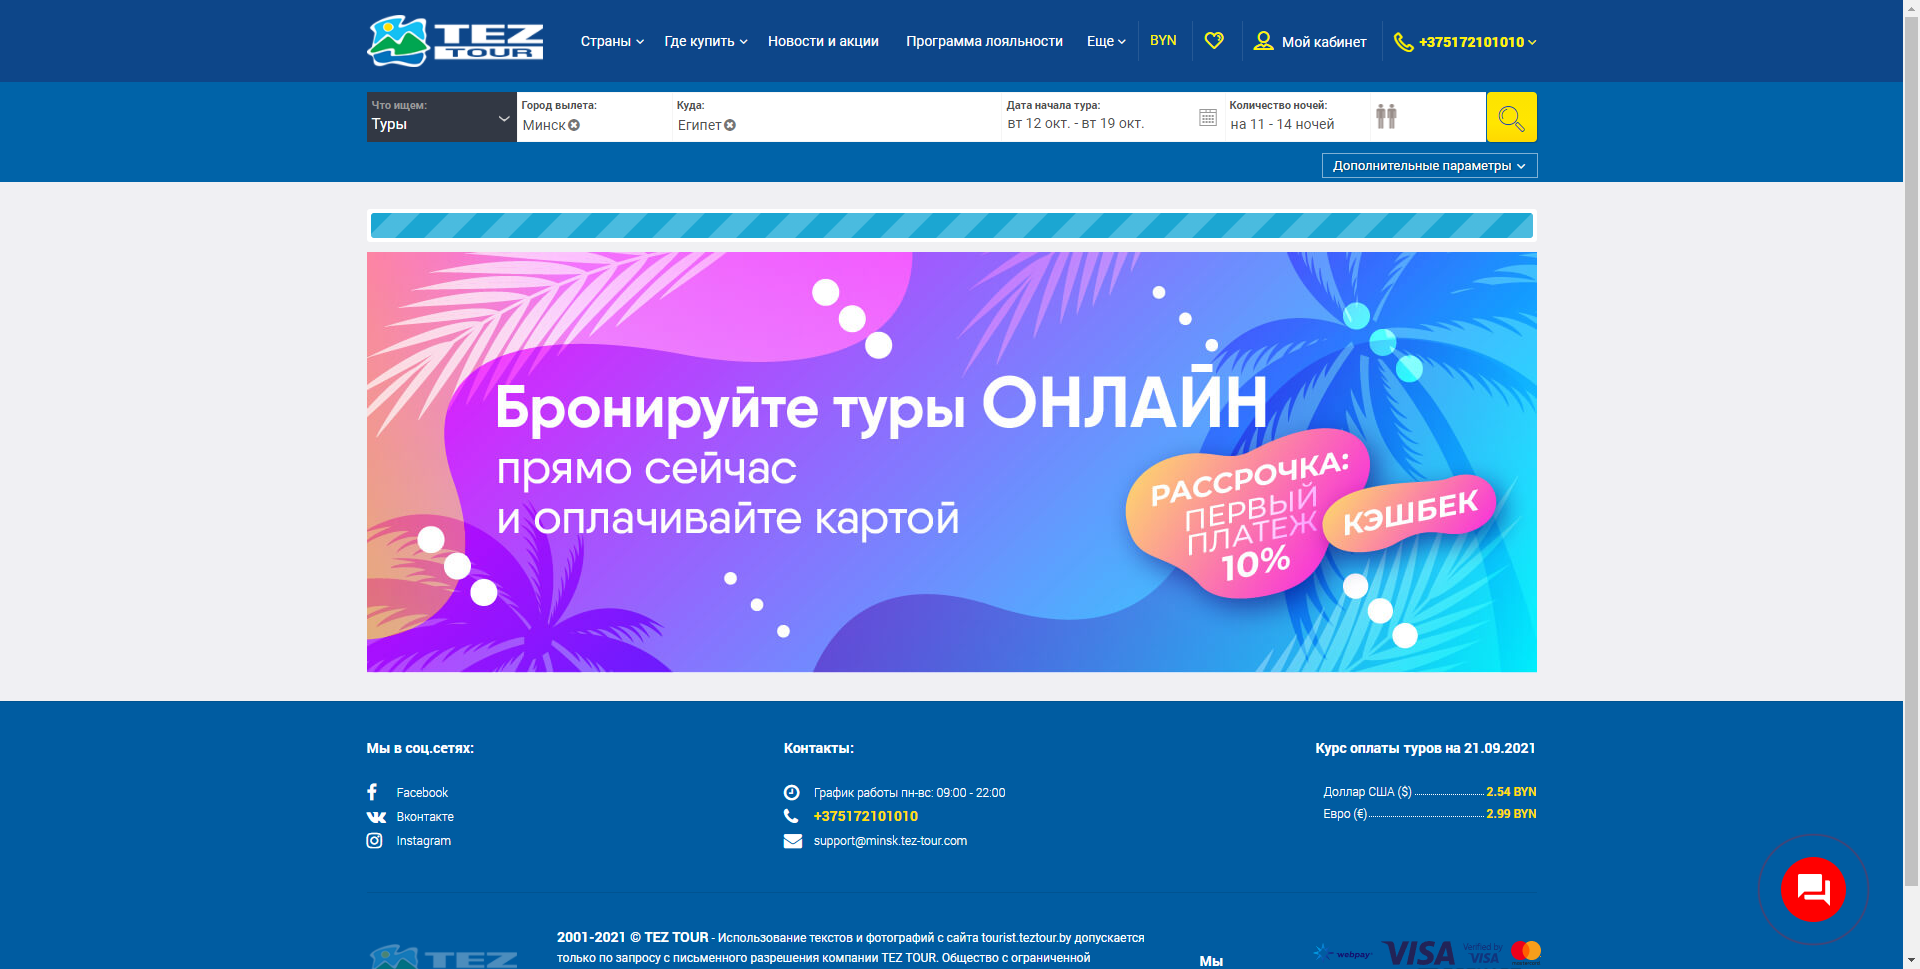 TEZ TOUR
Страны
Где купить
Новости и акции
Программа лояльности
Еще
BYN
Мой кабинет
+375172101010
Что ищем:
Туры
Город вылета:
Минск
Куда:
Египет
Дата начала тура:
вт 12 окт. - вт 19 окт.
Количество ночей:
на 11 - 14 ночей
Дополнительные параметры
Бронируйте туры ОНЛАЙН
прямо сейчас
и оплачивайте картой
РАССРОЧКА:
ПЕРВЫЙ
ПЛАТЕЖ
10%
КЭШБЕК
Мы в соц.сетях:
Facebook
Вконтакте
Instagram
Контакты:
График работы пн-вс: 09:00 - 22:00
+375172101010
support@minsk.tez-tour.com
Курс оплаты туров на 21.09.2021
Доллар США ($) 2.54 BYN
Евро (€) 2.99 BYN
TEZ
2001-2021 © TEZ TOUR - Использование текстов и фотографий с сайта tourist.teztour.by допускается
только по запросу с письменного разрешения компании TEZ TOUR. Общество с ограниченной
Мы
webpay
VISA
Verified by
VISA